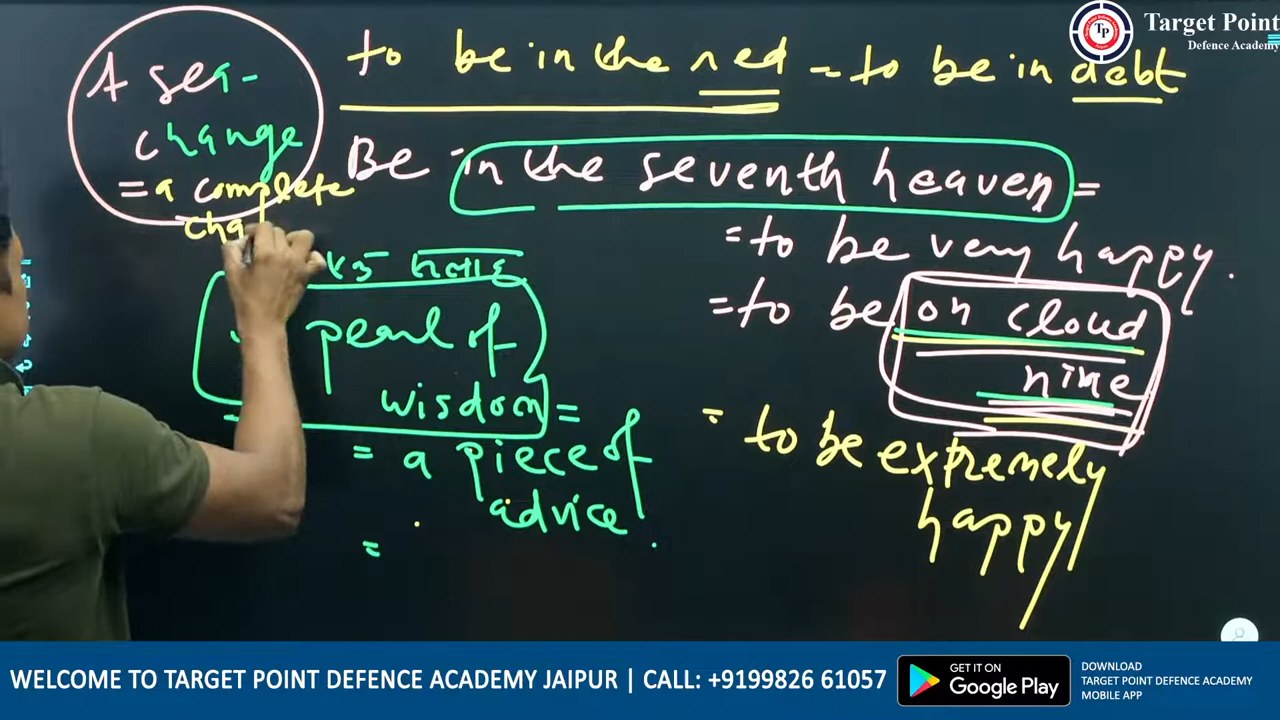 Target Point
Defence Academy
TP
to be in the red = to be in debt
A sea-
change
= a complete
cha
Be in the seventh heaven =
= to be very happy.
= to be on cloud
nine
= to be extremely
happy
सलाह
pearl of
wisdom =
= a piece of
advice.
=
WELCOME TO TARGET POINT DEFENCE ACADEMY JAIPUR | CALL: +9199826 61057
GET IT ON
Google Play
DOWNLOAD
TARGET POINT DEFENCE ACADEMY
MOBILE APP